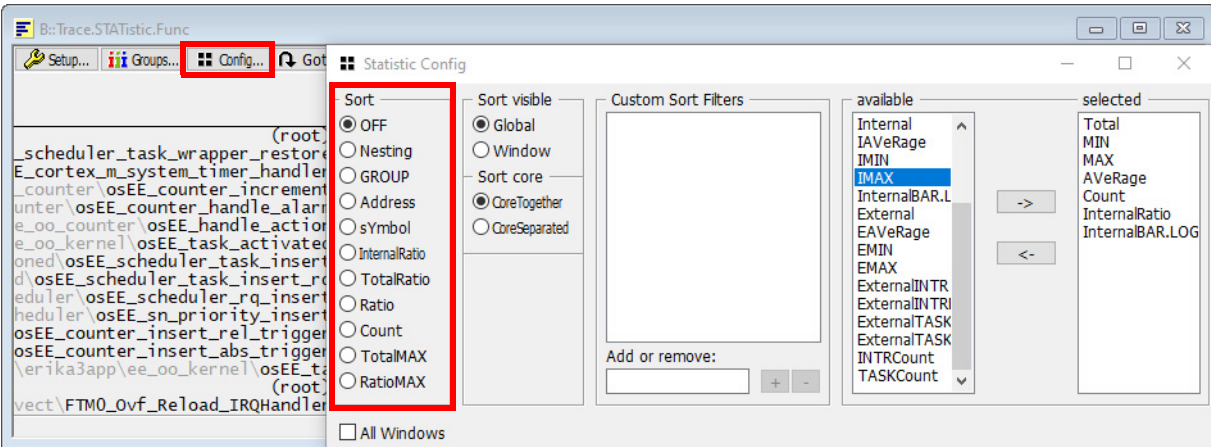 B::Trace.STATistic.Func
Setup... Groups... Config... Got
(root)
_scheduler_task_wrapper_restore
E_cortex_m_system_timer_handler
_counter\osEE_counter_increment
unter\osEE_counter_handle_alarm
e_oo_counter\osEE_handle_action
e_oo_kernel\osEE_task_activated
oned\osEE_scheduler_task_insert
d\osEE_scheduler_task_insert_rq
eduler\osEE_scheduler_rq_insert
heduler\osEE_sn_priority_insert
osEE_counter_insert_rel_trigger
osEE_counter_insert_abs_trigger
\erika3app\ee_oo_kernel\osEE_ta
(root)
vect\FTM0_Ovf_Reload_IRQHandler
Statistic Config
Sort
OFF
Nesting
GROUP
Address
sYmbol
InternalRatio
TotalRatio
Ratio
Count
TotalMAX
RatioMAX
Sort visible
Global
Window
Sort core
CoreTogether
CoreSeparated
Custom Sort Filters
Add or remove:
+ -
available
Internal
IAVeRage
IMIN
IMAX
InternalBAR.L
External
EAVeRage
EMIN
EMAX
ExternalINTR
ExternalINTRI
ExternalTASK
ExternalTASK
INTRCount
TASKCount
->
<-
selected
Total
MIN
MAX
AVeRage
Count
InternalRatio
InternalBAR.LOG
All Windows